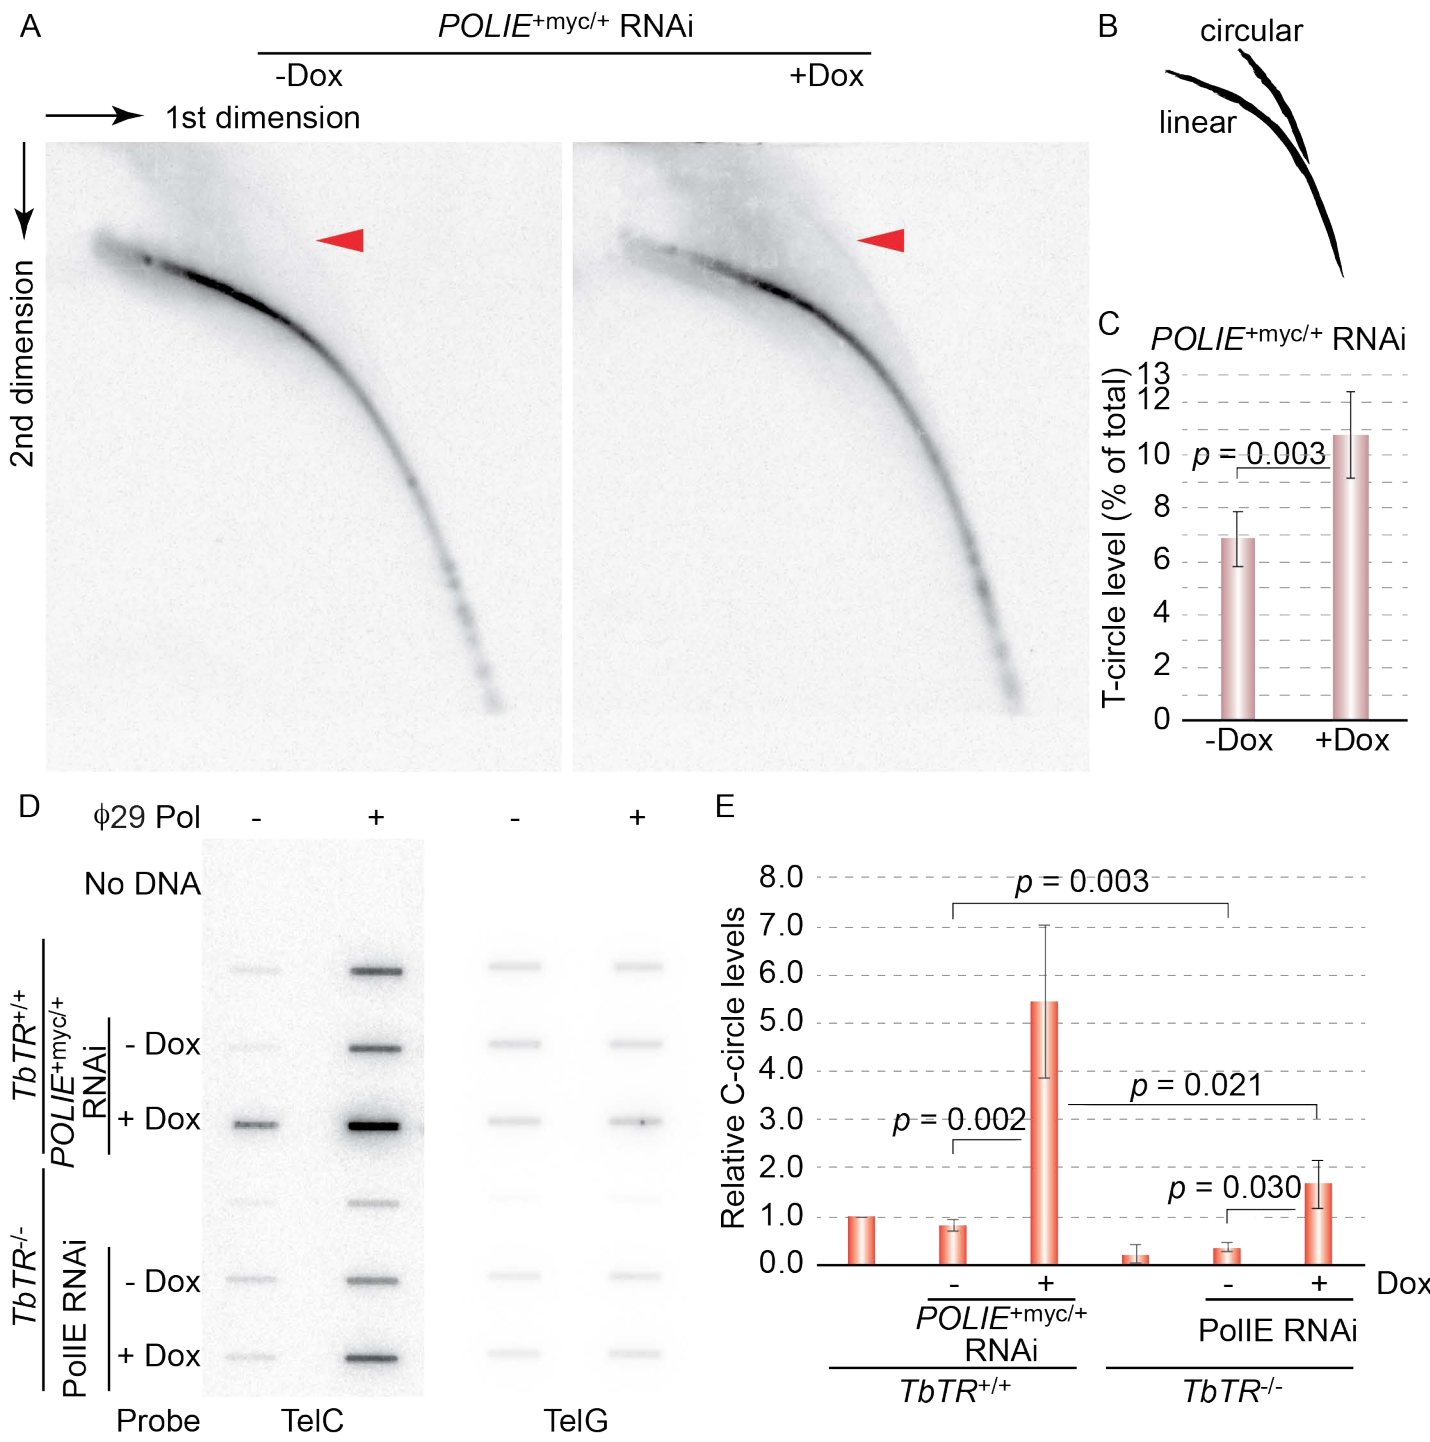 A
POLIE+myc/+ RNAi
-Dox
+Dox
1st dimension
2nd dimension
B
circular
linear
C
POLIE+myc/+ RNAi
T-circle level (% of total)
13
12
10
8
6
4
2
0
p = 0.003
-Dox
+Dox
D
ϕ29 Pol
-
+
-
+
No DNA
TbTR+/+
POLIE+myc/+
RNAi
- Dox
+ Dox
TbTR-/-
PolIE RNAi
- Dox
+ Dox
Probe
TelC
TelG
E
Relative C-circle levels
8.0
7.0
6.0
5.0
4.0
3.0
2.0
1.0
0.0
p = 0.003
p = 0.021
p = 0.002
p = 0.030
-
+
-
+
Dox
POLIE+myc/+
RNAi
PolIE RNAi
TbTR+/+
TbTR-/-